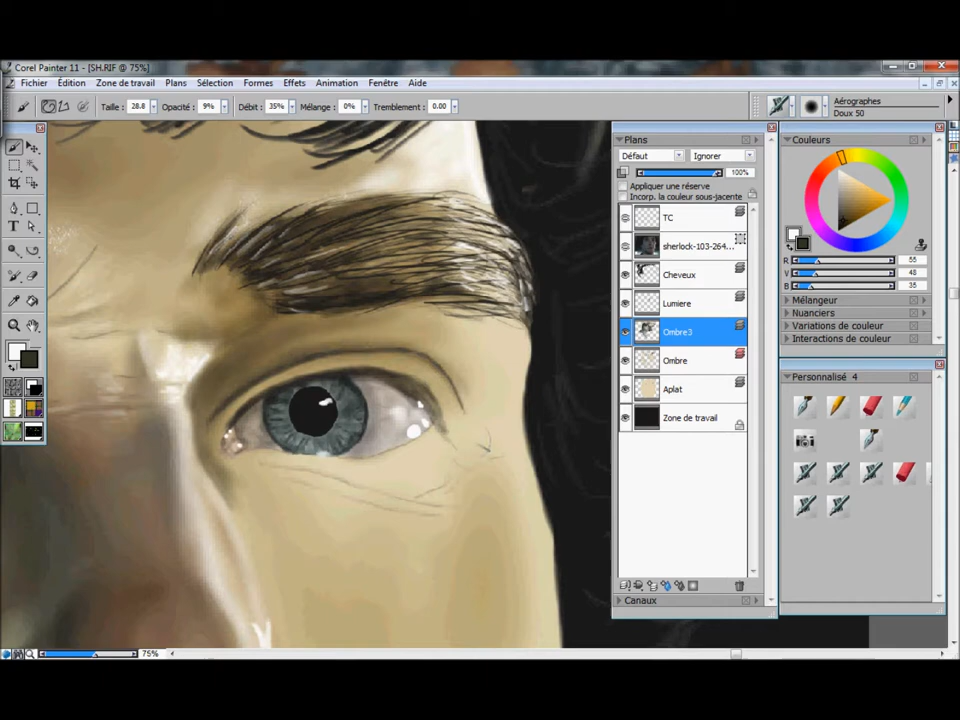 Corel Painter 11 - [SH.RIF @ 75%]
Fichier Édition Zone de travail Plans Sélection Formes Effets Animation Fenêtre Aide
Taille : 28.8 Opacité : 9% Débit : 35% Mélange : 0% Tremblement : 0.00
Aérographes
Doux 50
Plans
Défaut Ignorer
100%
Appliquer une réserve
Incorp. la couleur sous-jacente
TC
sherlock-103-264...
Cheveux
Lumiere
Ombre3
Ombre
Aplat
Zone de travail
Canaux
Couleurs
R 55
V 48
B 35
Mélangeur
Nuanciers
Variations de couleur
Interactions de couleur
Personnalisé 4
T
75%